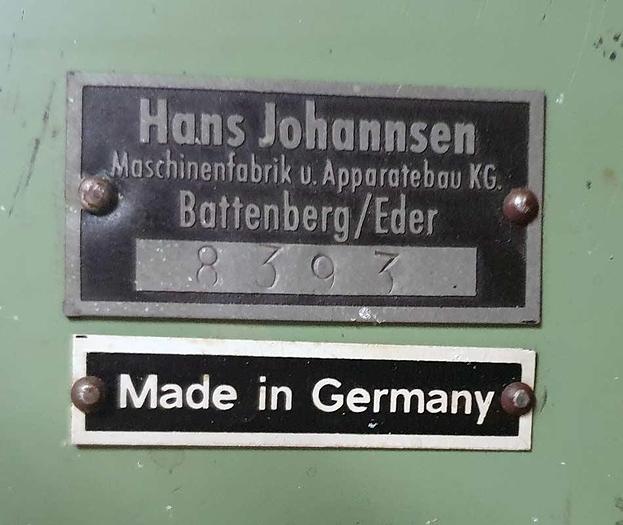 Hans Johannsen
Maschinenfabrik u. Apparatebau KG.
Battenberg/Eder
8393
Made in Germany